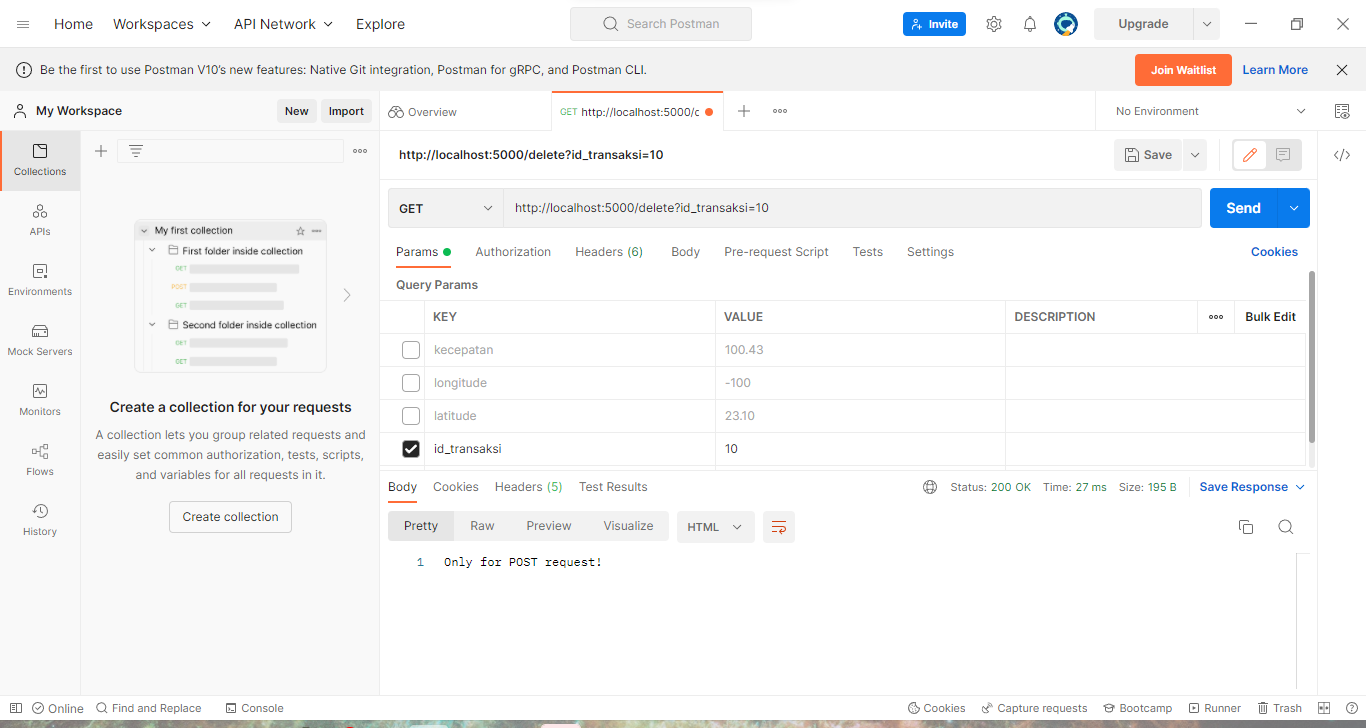 Home Workspaces API Network Explore Search Postman Invite Upgrade
Be the first to use Postman V10's new features: Native Git integration, Postman for gRPC, and Postman CLI. Join Waitlist Learn More
My Workspace New Import Overview GET http://localhost:5000/c No Environment
Collections
APIs
Environments
Mock Servers
Monitors
Flows
History
My first collection
First folder inside collection
GET
POST
GET
Second folder inside collection
GET
GET
Create a collection for your requests
A collection lets you group related requests and
easily set common authorization, tests, scripts,
and variables for all requests in it.
Create collection
http://localhost:5000/delete?id_transaksi=10 Save
GET http://localhost:5000/delete?id_transaksi=10 Send
Params Authorization Headers (6) Body Pre-request Script Tests Settings Cookies
Query Params
KEY VALUE DESCRIPTION Bulk Edit
kecepatan 100.43
longitude -100
latitude 23.10
id_transaksi 10
Body Cookies Headers (5) Test Results Status: 200 OK Time: 27 ms Size: 195 B Save Response
Pretty Raw Preview Visualize HTML
1 Only for POST request!
Online Find and Replace Console Cookies Capture requests Bootcamp Runner Trash